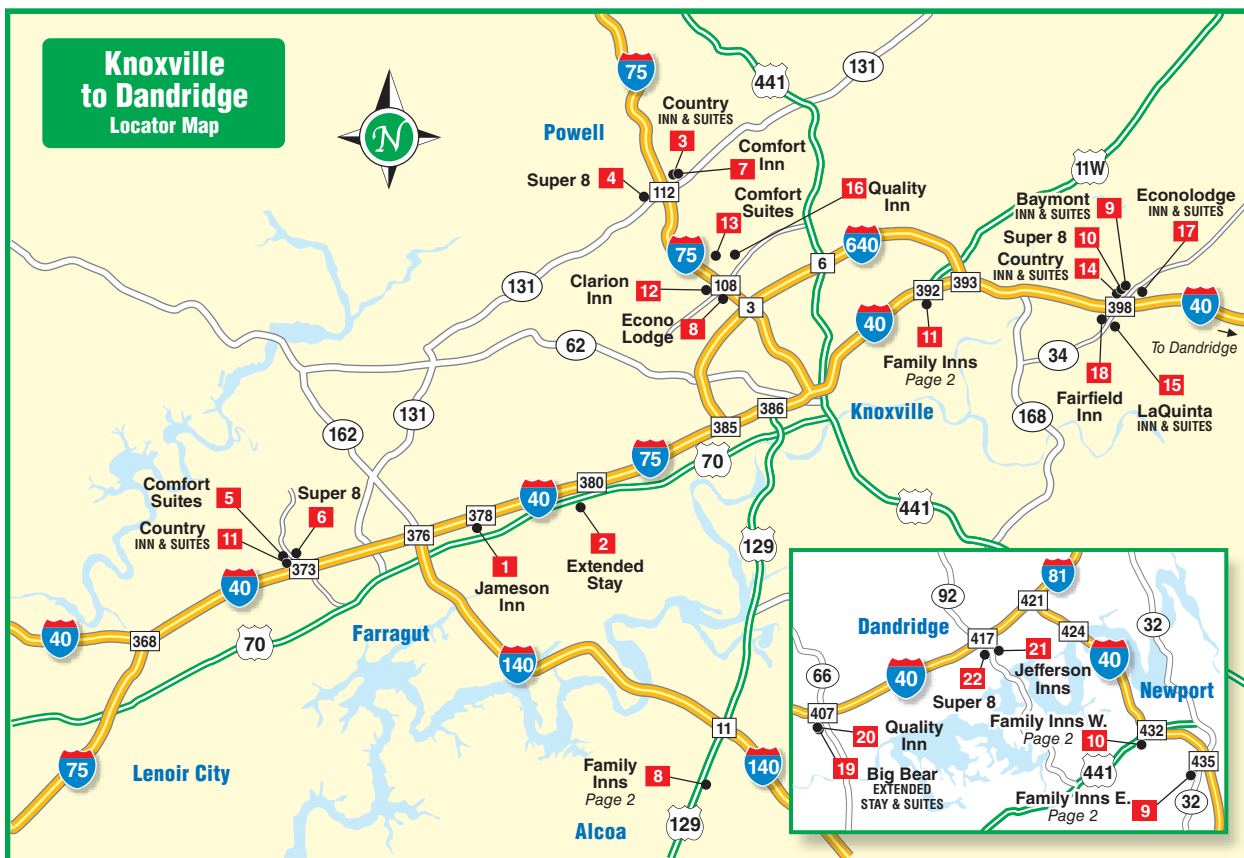 Knoxville
to Dandridge
Locator Map
N
75
441
131
Powell
Country
INN & SUITES
3
Comfort
Inn
7
Super 8
4
112
Comfort
Suites
13
16
Quality
Inn
11W
Baymont
INN & SUITES
9
Econolodge
INN & SUITES
17
Super 8
10
Country
INN & SUITES
14
75
640
6
392
393
398
40
To Dandridge
131
Clarion
Inn
12
108
3
Econo
Lodge
8
40
11
Family Inns
Page 2
34
18
Fairfield
Inn
15
LaQuinta
INN & SUITES
62
131
162
386
385
Knoxville
168
75
70
441
Comfort
Suites
5
Super 8
6
Country
INN & SUITES
11
373
376
378
40
380
1
Jameson
Inn
2
Extended
Stay
129
40
40
368
70
Farragut
140
75
Lenoir City
11
140
Family
Inns
Page 2
8
129
Alcoa
81
92
421
32
Dandridge
417
424
21
Jefferson
Inns
40
40
22
Super 8
66
Newport
407
20
Quality
Inn
Family Inns W.
Page 2
10
432
19
Big Bear
EXTENDED
STAY & SUITES
441
435
Family Inns E.
Page 2
9
32